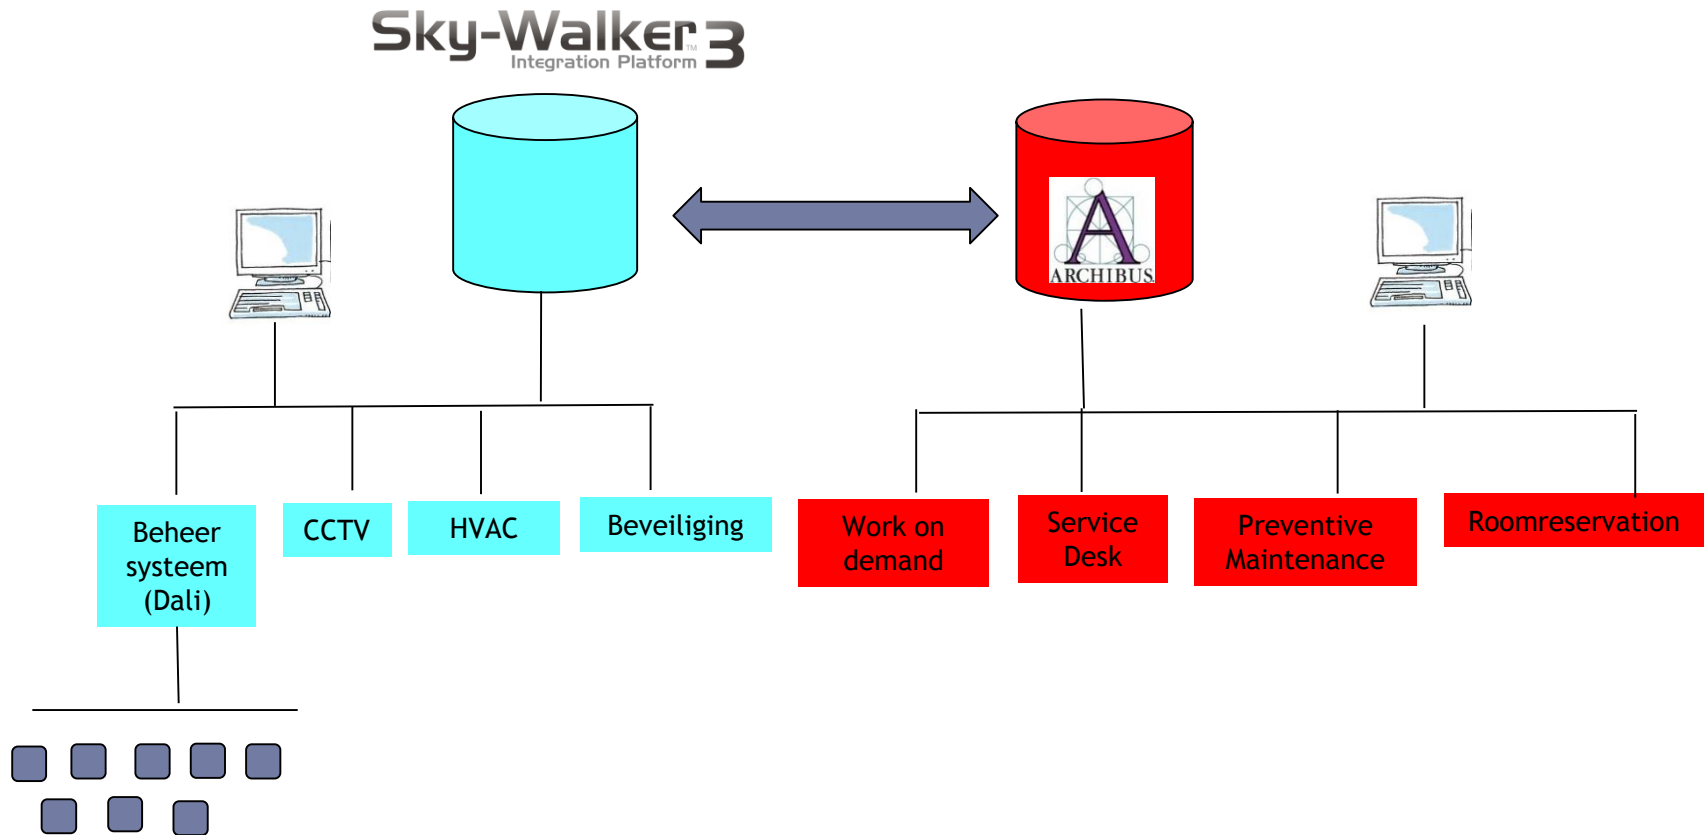 Sky-Walker™ 3
Integration Platform
ARCHIBUS
Beheer
systeem
(Dali)
CCTV
HVAC
Beveiliging
Work on
demand
Service
Desk
Preventive
Maintenance
Roomreservation